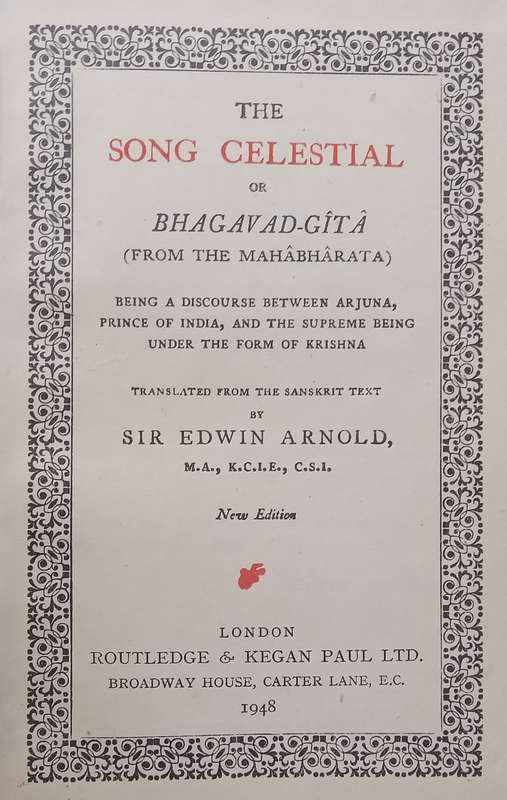 THE
SONG CELESTIAL
OR
BHAGAVAD-GÎTÂ
(FROM THE MAHÂBHÂRATA)
BEING A DISCOURSE BETWEEN ARJUNA,
PRINCE OF INDIA, AND THE SUPREME BEING
UNDER THE FORM OF KRISHNA
TRANSLATED FROM THE SANSKRIT TEXT
BY
SIR EDWIN ARNOLD,
M.A., K.C.I.E., C.S.I.
New Edition
LONDON
ROUTLEDGE & KEGAN PAUL LTD.
BROADWAY HOUSE, CARTER LANE, E.C.
1948